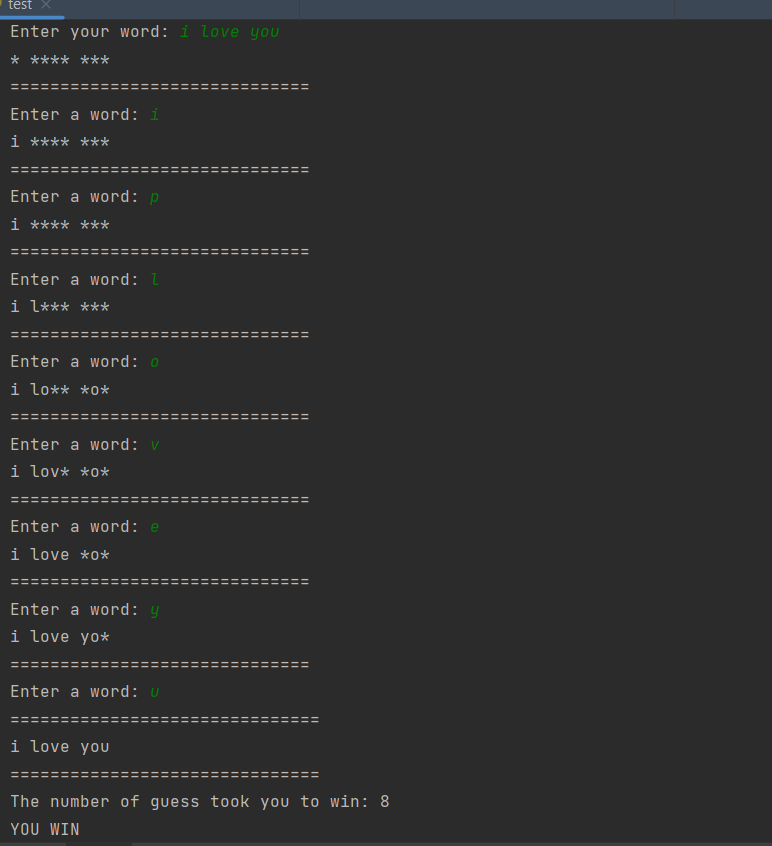 test
Enter your word: i love you
* **** ***
==============================
Enter a word: i
i **** ***
==============================
Enter a word: p
i **** ***
==============================
Enter a word: l
i l*** ***
==============================
Enter a word: o
i lo** *o*
==============================
Enter a word: v
i lov* *o*
==============================
Enter a word: e
i love *o*
==============================
Enter a word: y
i love yo*
==============================
Enter a word: u
===============================
i love you
===============================
The number of guess took you to win: 8
YOU WIN